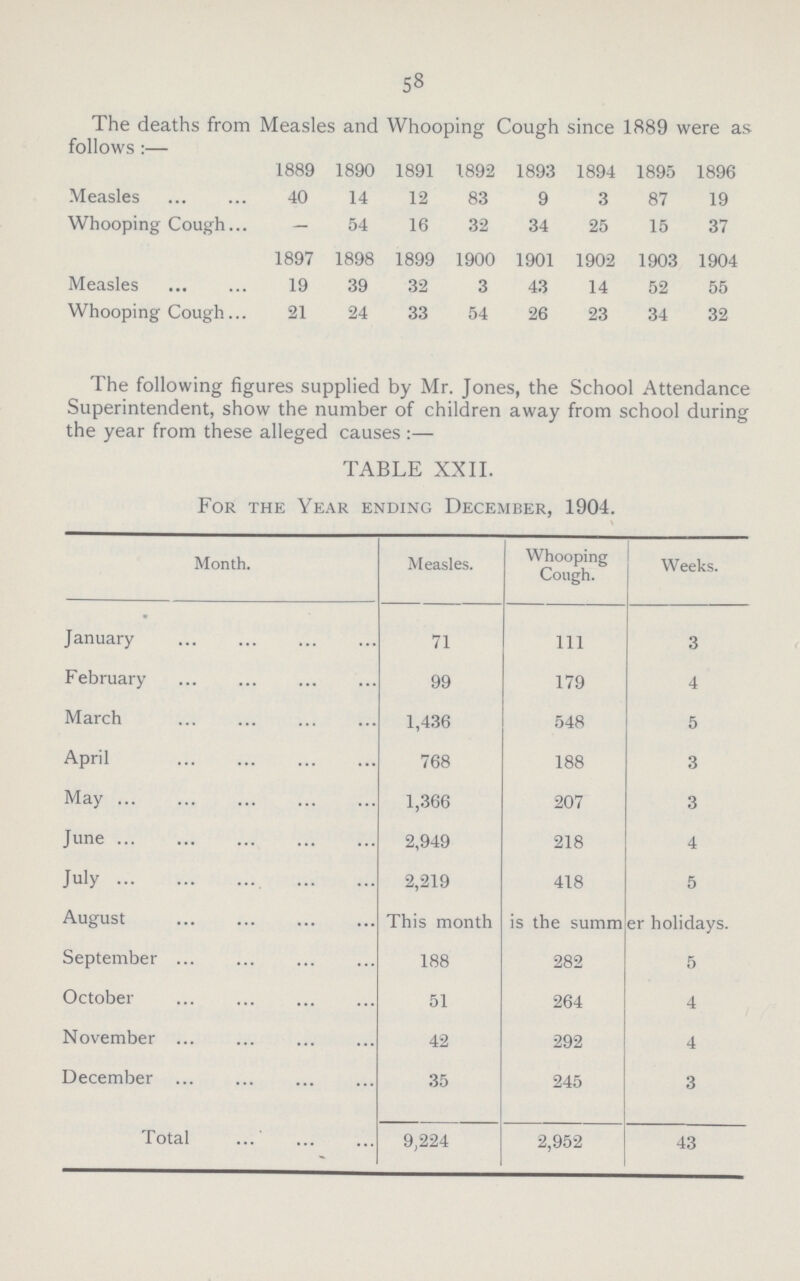 58
The deaths from Measles and Whooping Cough since 1889 were as
follows :—
1889 1890 1891 1892 1893 1894 1895 1896
Measles ... ... 40 14 12 83 9 3 87 19
Whooping Cough... — 54 16 32 34 25 15 37
1897 1898 1899 1900 1901 1902 1903 1904
Measles ... ... 19 39 32 3 43 14 52 55
Whooping Cough... 21 24 33 54 26 23 34 32
The following figures supplied by Mr. Jones, the School Attendance
Superintendent, show the number of children away from school during
the year from these alleged causes :—
TABLE XXII.
For the Year ending December, 1904.
Month. Measles. Whooping Cough. Weeks.
January ... ... ... ... 71 111 3
February ... ... ... ... 99 179 4
March ... ... ... ... 1,436 548 5
April ... ... ... ... 768 188 3
May ... ... ... ... ... 1,366 207 3
June ... ... ... ... ... 2,949 218 4
July ... ... ... ... ... 2,219 418 5
August ... ... ... ... This month is the summer holidays.
September ... ... ... ... 188 282 5
October ... ... ... ... 51 264 4
November ... ... ... ... 42 292 4
December ... ... ... ... 35 245 3
Total ... ... ... 9,224 2,952 43